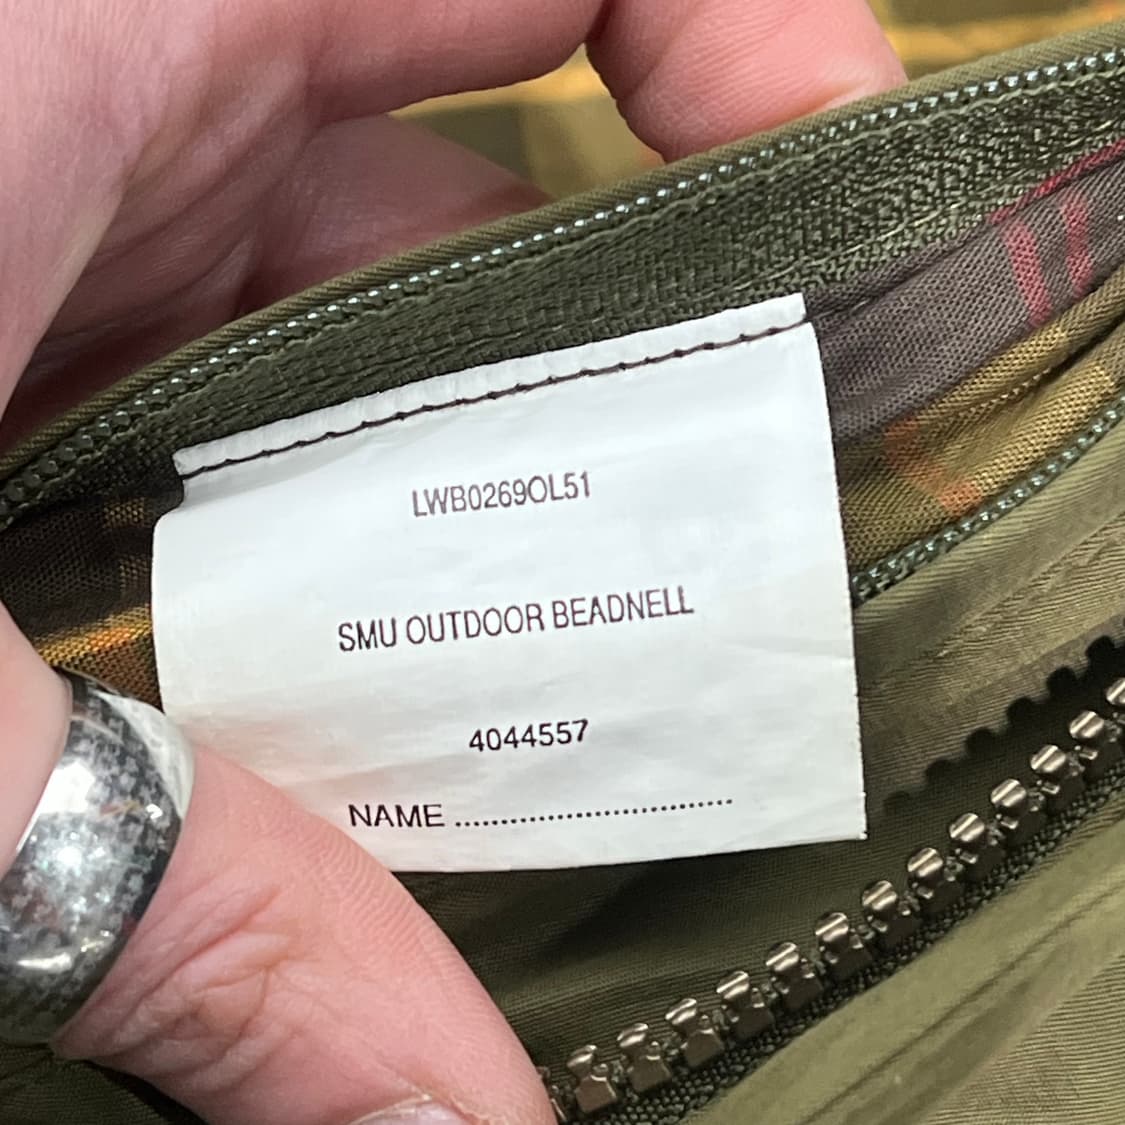 LWB0269OL51
SMU OUTDOOR BEADNELL
4044557
NAME ................................